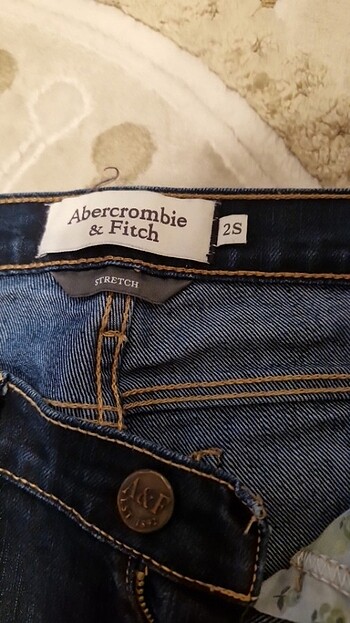 Abercrombie
& Fitch
2S
STRETCH
A&F